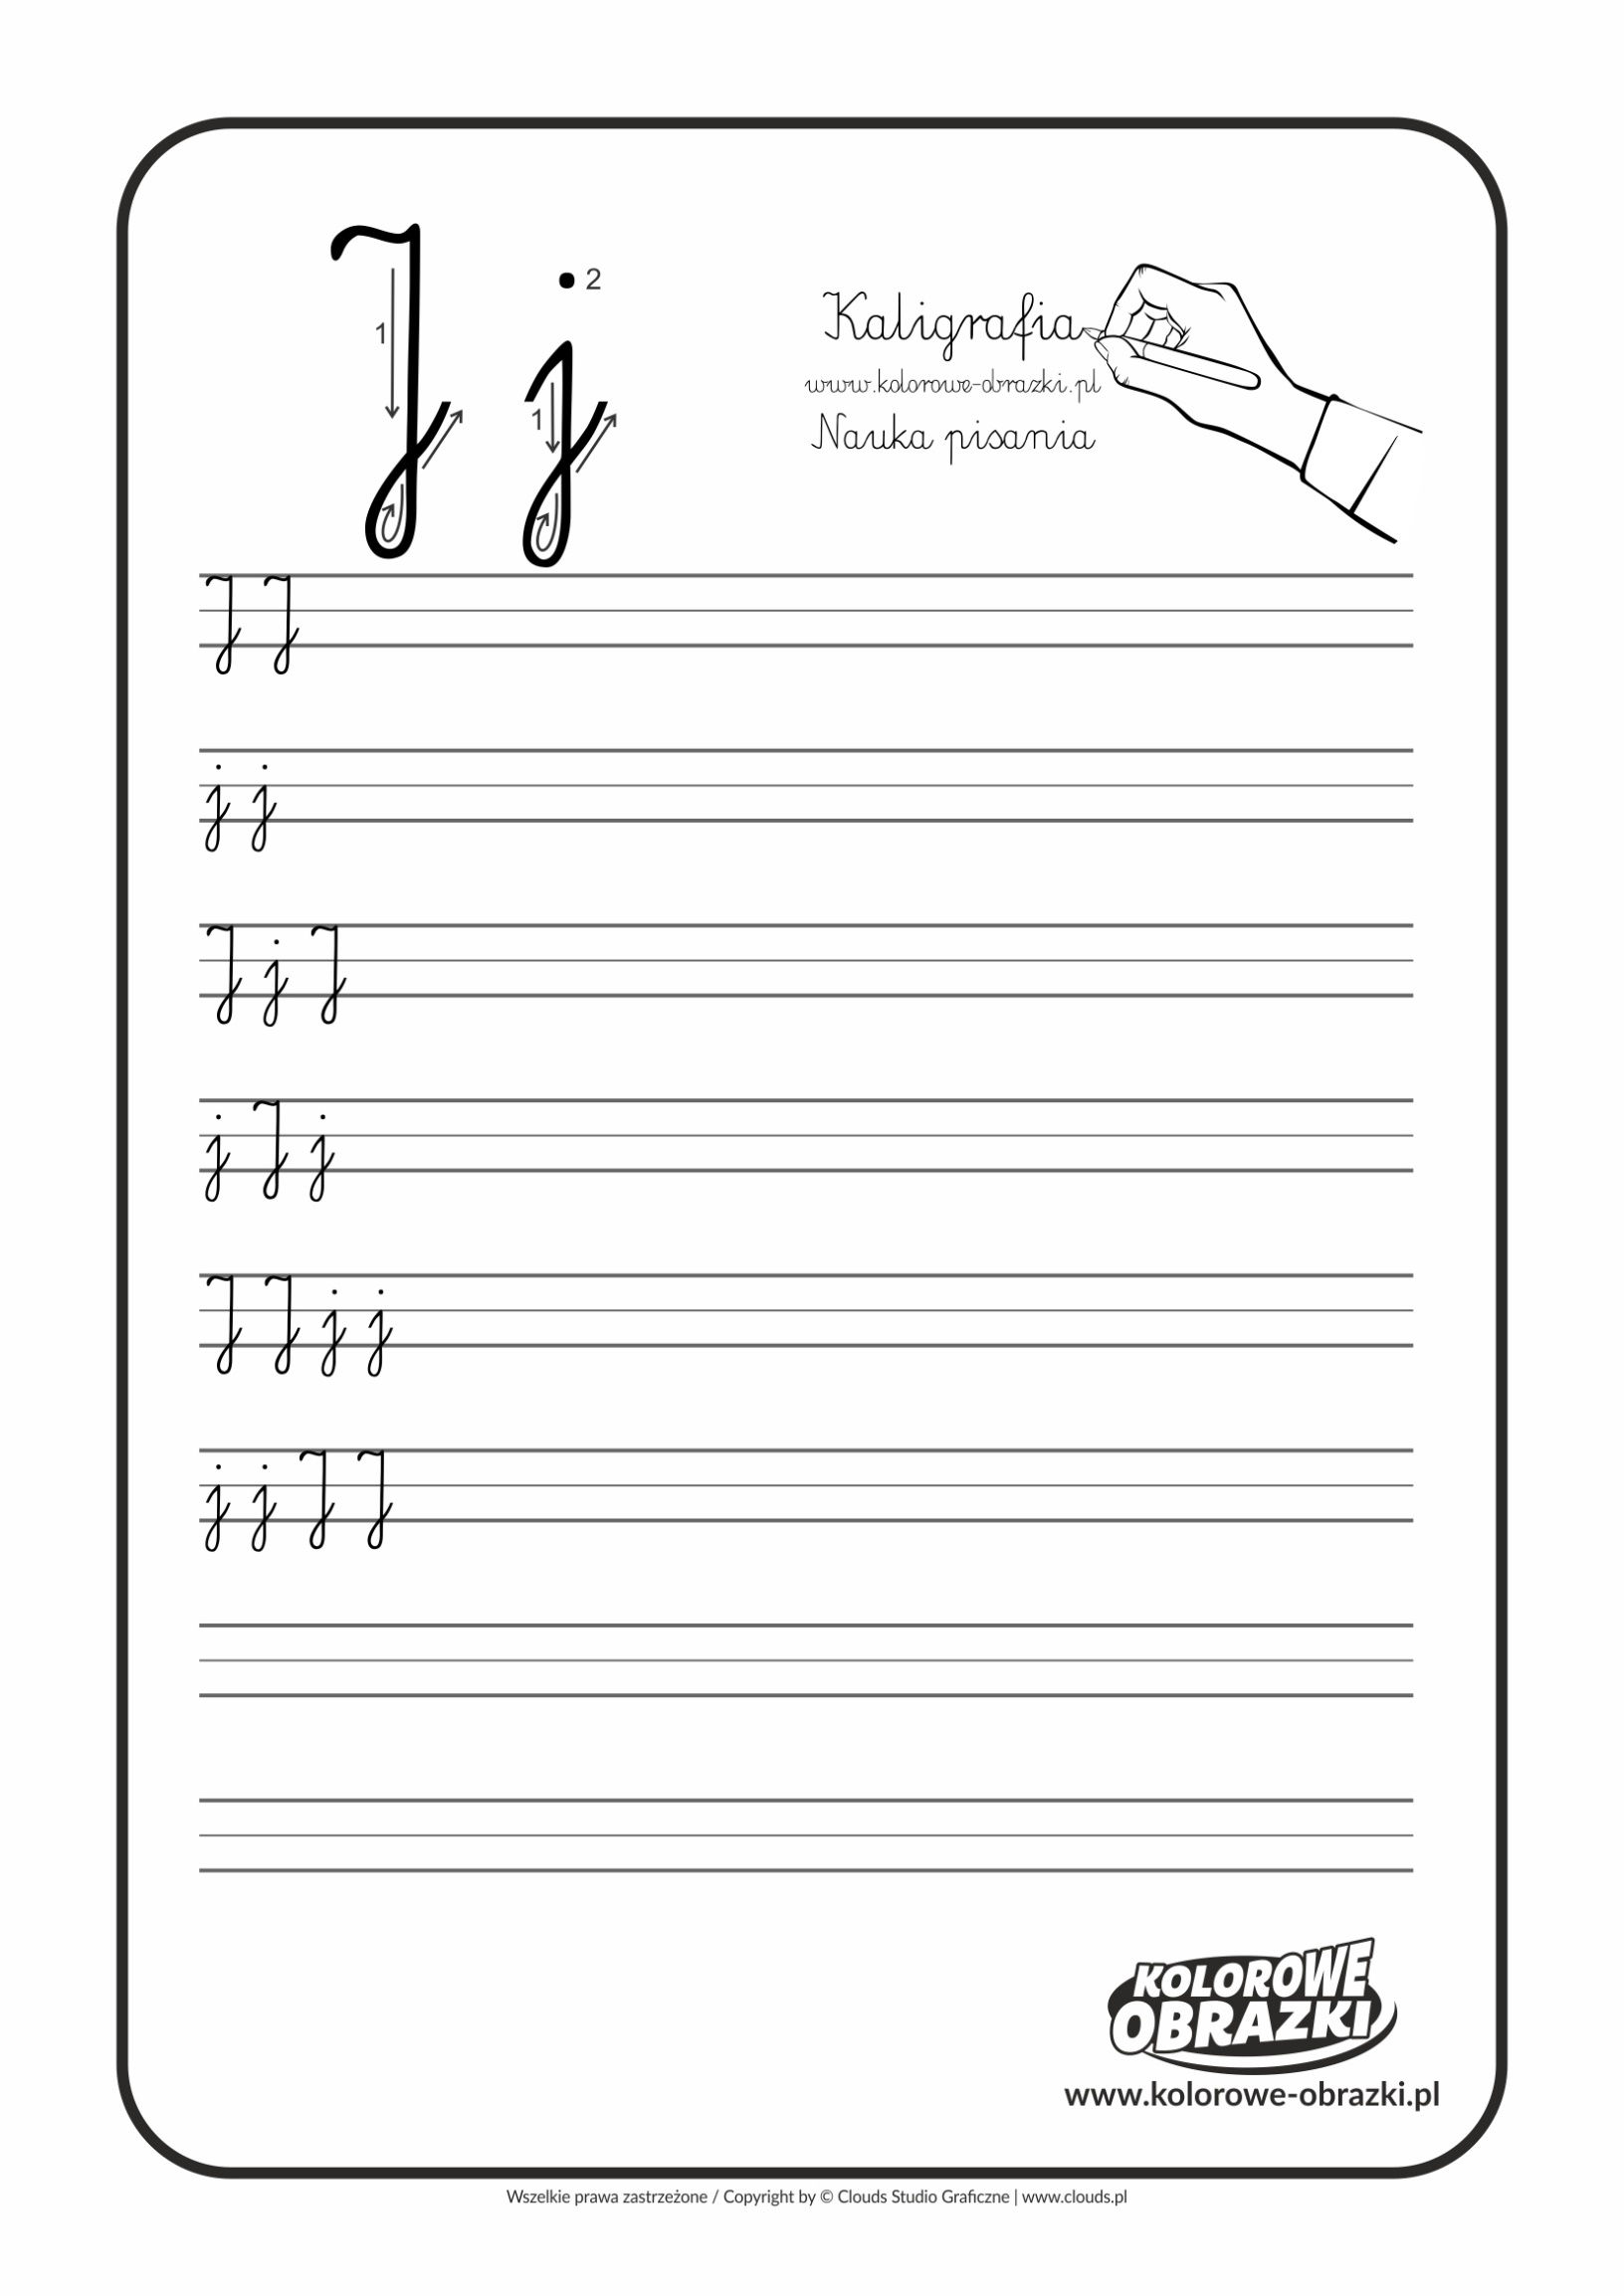 J j
1
2
1
Kaligrafia
www.kolorowe-obrazki.pl
Nauka pisania
J J
j j
J j J
j J j
J J j j
j j J J
KOLOROWE
OBRAZKI
www.kolorowe-obrazki.pl
Wszelkie prawa zastrzeżone / Copyright by © Clouds Studio Graficzne | www.clouds.pl